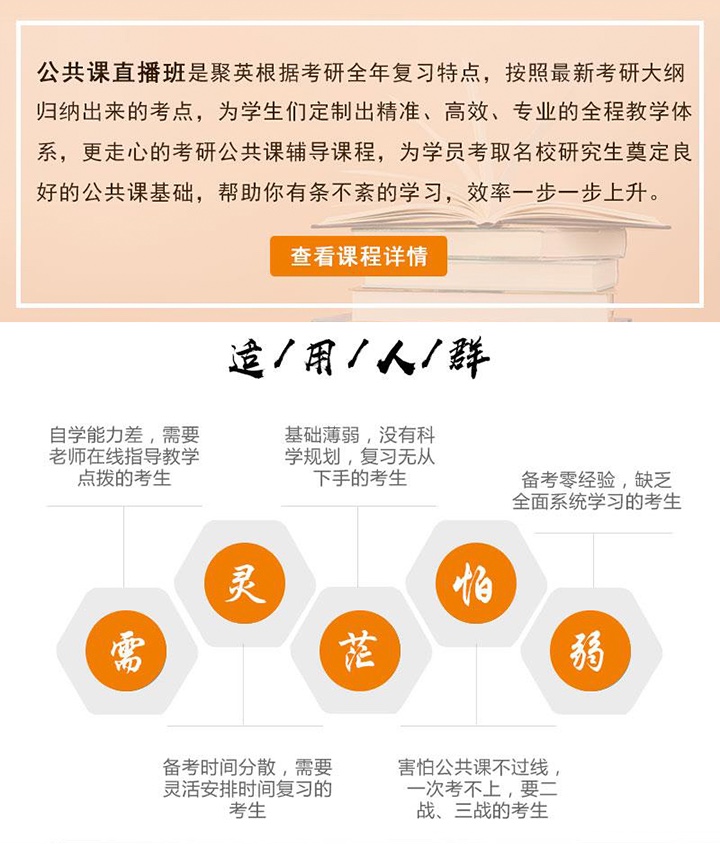 公共课直播班是聚英根据考研全年复习特点，按照最新考研大纲
归纳出来的考点，为学生们定制出精准、高效、专业的全程教学体
系，更走心的考研公共课辅导课程，为学员考取名校研究生奠定良
好的公共课基础，帮助你有条不紊的学习，效率一步一步上升。
查看课程详情
适/用/人/群
自学能力差，需要
老师在线指导教学
点拨的考生
基础薄弱，没有科
学规划，复习无从
下手的考生
备考零经验，缺乏
全面系统学习的考生
需
灵
茫
怕
弱
备考时间分散，需要
灵活安排时间复习的
考生
害怕公共课不过线，
一次考不上，要二
战、三战的考生